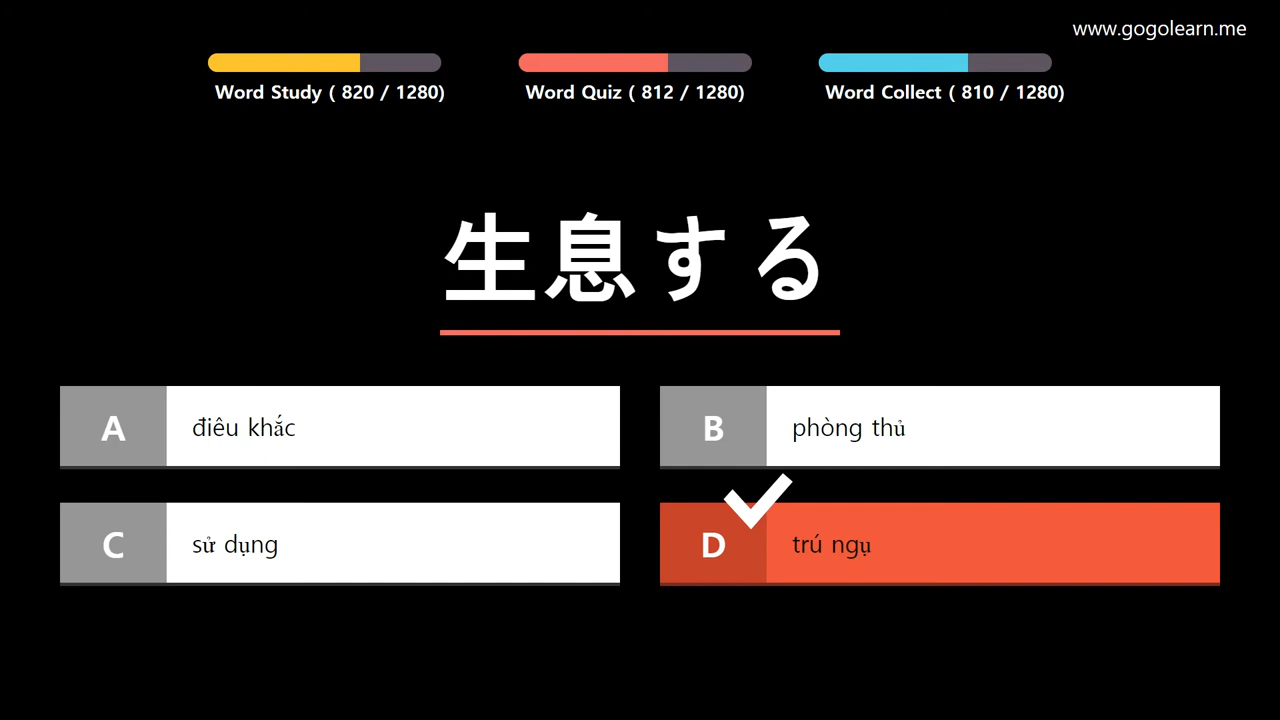 www.gogolearn.me
Word Study ( 820 / 1280)
Word Quiz ( 812 / 1280)
Word Collect ( 810 / 1280)
生息する
A điêu khắc
B phòng thủ
C sử dụng
D trú ngụ